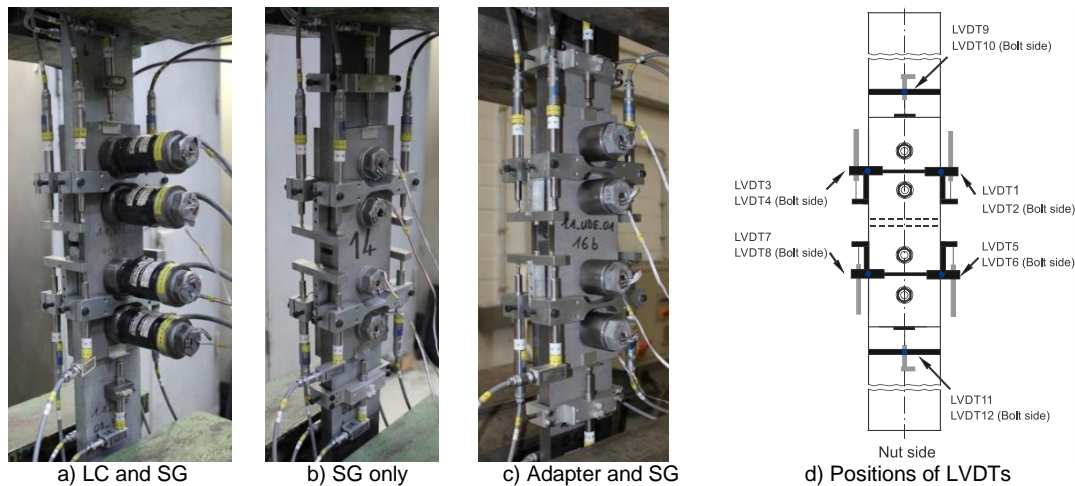 LVDT9
LVDT10 (Bolt side)
LVDT3
LVDT4 (Bolt side)
LVDT1
LVDT2 (Bolt side)
LVDT7
LVDT8 (Bolt side)
LVDT5
LVDT6 (Bolt side)
LVDT11
LVDT12 (Bolt side)
Nut side
14
16b
a) LC and SG
b) SG only
c) Adapter and SG
d) Positions of LVDTs